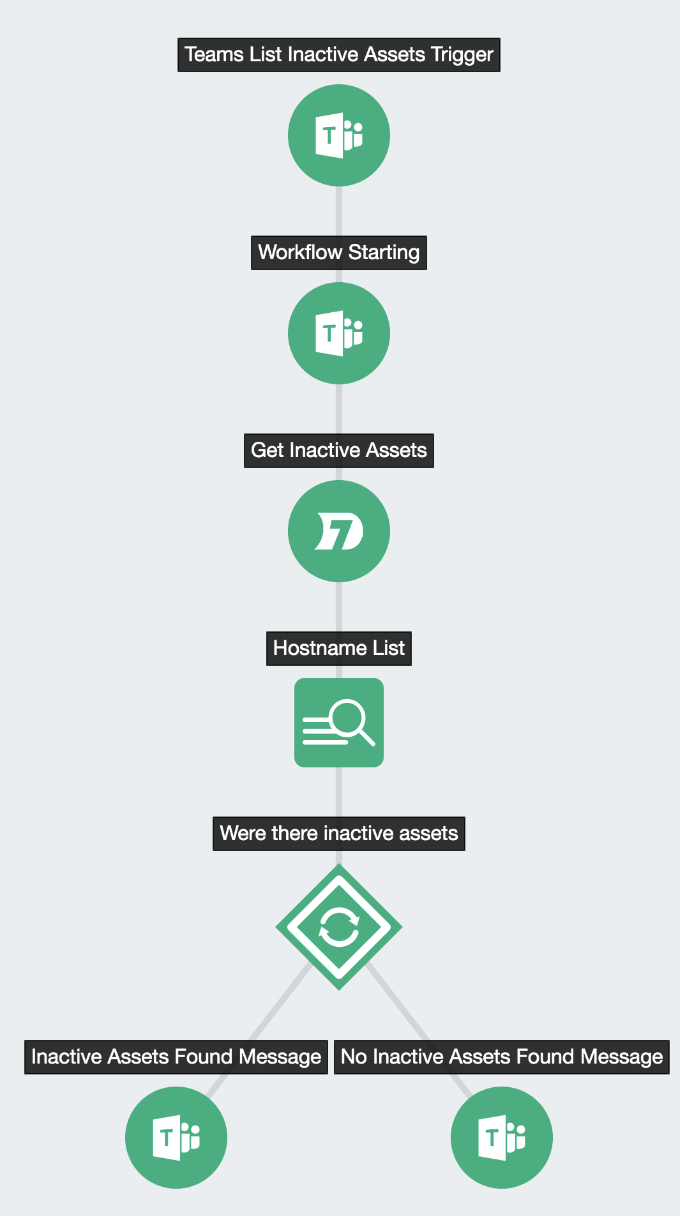 Teams List Inactive Assets Trigger
T
Workflow Starting
T
Get Inactive Assets
7
Hostname List
Were there inactive assets
Inactive Assets Found Message
No Inactive Assets Found Message
T
T